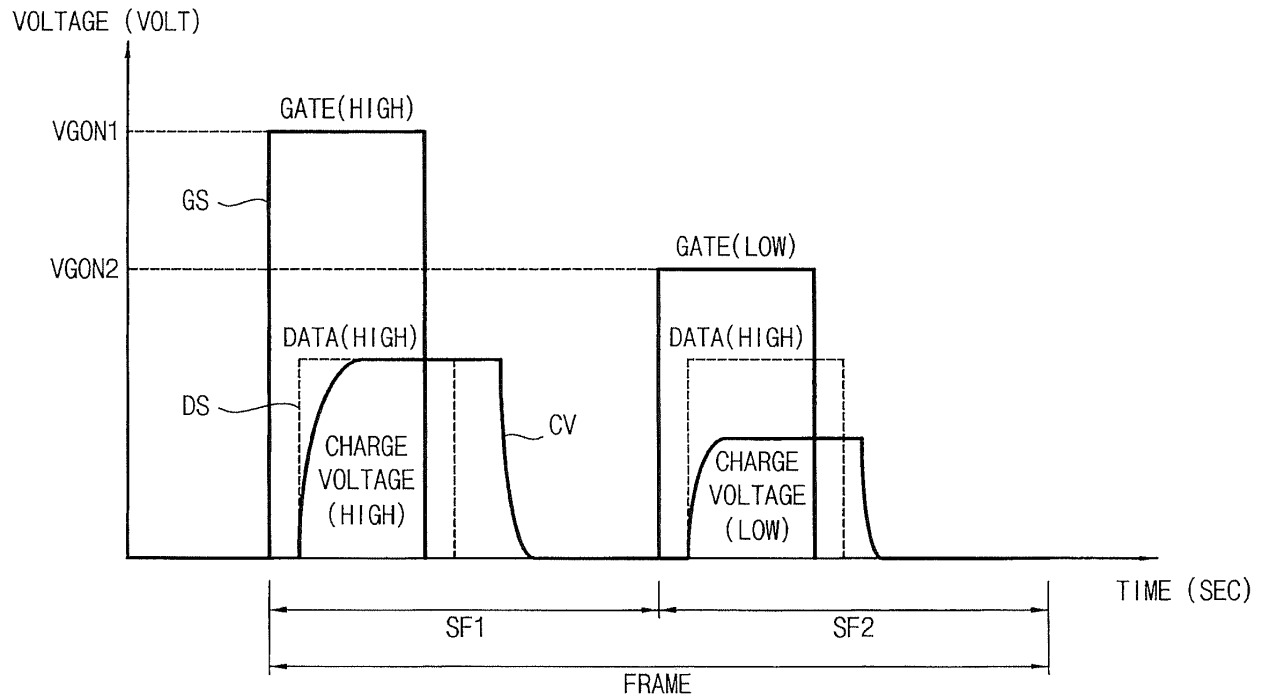 VOLTAGE (VOLT)
GATE(HIGH)
VGON1
GS
GATE(LOW)
VGON2
DATA(HIGH)
DATA(HIGH)
DS
CV
CHARGE
VOLTAGE
(HIGH)
CHARGE
VOLTAGE
(LOW)
TIME (SEC)
SF1
SF2
FRAME